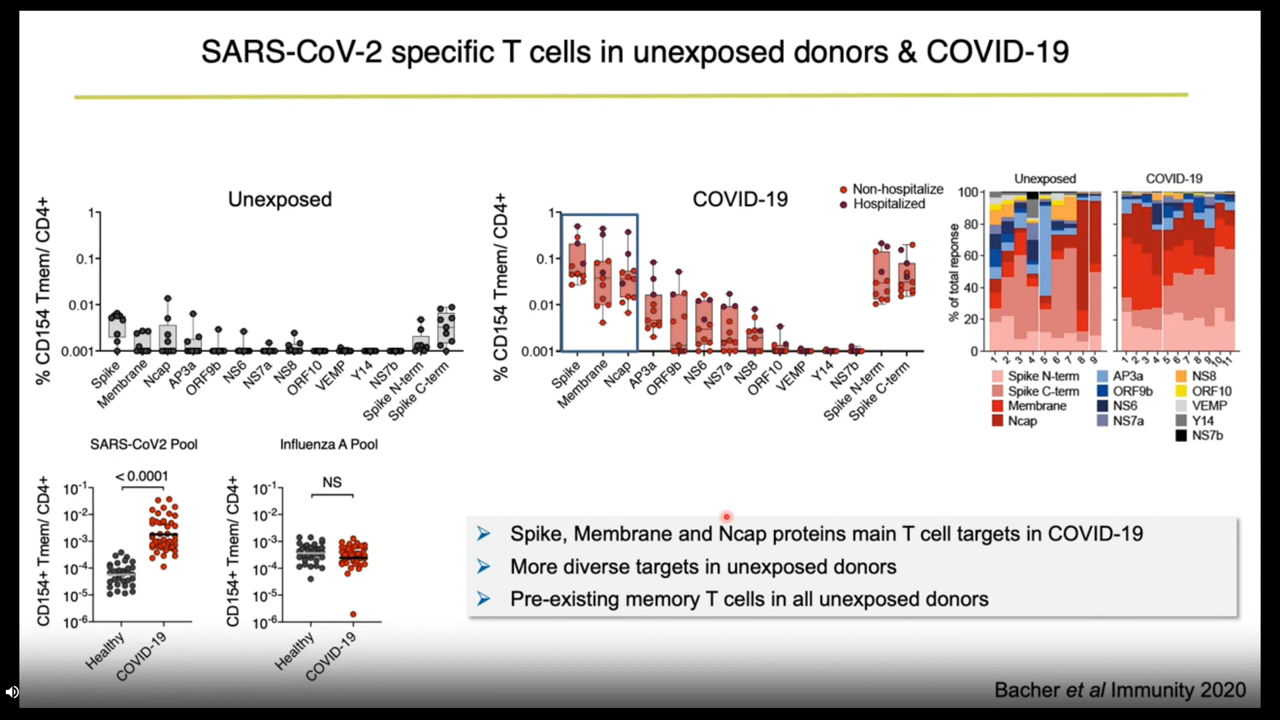 SARS-CoV-2 specific T cells in unexposed donors & COVID-19
Unexposed
% CD154 Tmem/ CD4+
1
0.1
0.01
0.001
Spike
Membrane
Ncap
AP3a
ORF9b
NS6
NS7a
NS8
ORF10
VEMP
Y14
NS7b
Spike N-term
Spike C-term
COVID-19
Non-hospitalize
Hospitalized
% CD154 Tmem/ CD4+
1
0.1
0.01
0.001
Spike
Membrane
Ncap
AP3a
ORF9b
NS6
NS7a
NS8
ORF10
VEMP
Y14
NS7b
Spike N-term
Spike C-term
Unexposed
COVID-19
% of total reponse
100
80
60
40
20
0
1 2 3 4 5 6 7 8 9
1 2 3 4 5 6 7 8 9 10 11
Spike N-term
Spike C-term
Membrane
Ncap
AP3a
ORF9b
NS6
NS7a
NS8
ORF10
VEMP
Y14
NS7b
SARS-CoV2 Pool
< 0.0001
CD154+ Tmem/ CD4+
10-1
10-2
10-3
10-4
10-5
10-6
Healthy
COVID-19
Influenza A Pool
NS
CD154+ Tmem/ CD4+
10-1
10-2
10-3
10-4
10-5
10-6
Healthy
COVID-19
Spike, Membrane and Ncap proteins main T cell targets in COVID-19
More diverse targets in unexposed donors
Pre-existing memory T cells in all unexposed donors
Bacher et al Immunity 2020